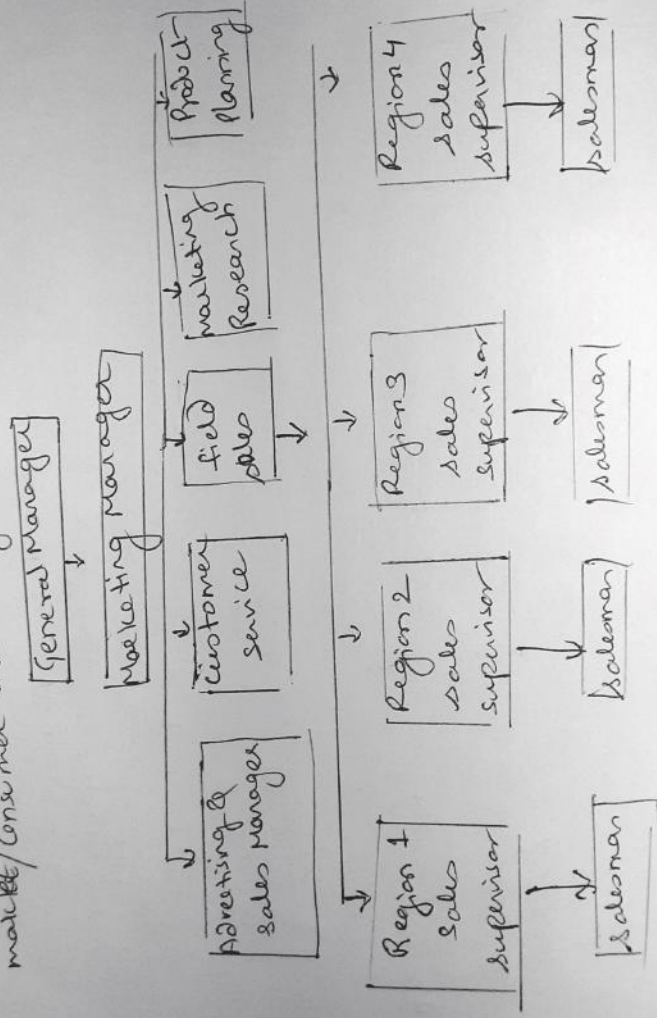 market/consumer
General Manager
Marketing Manager
Advertising &
Sales Manager
Customer
service
field
sales
Marketing
Research
Product
Planning
Region 1
Sales
supervisor
Region 2
Sales
supervisor
Region 3
Sales
supervisor
Region 4
Sales
supervisor
salesman
salesman
salesman
salesman